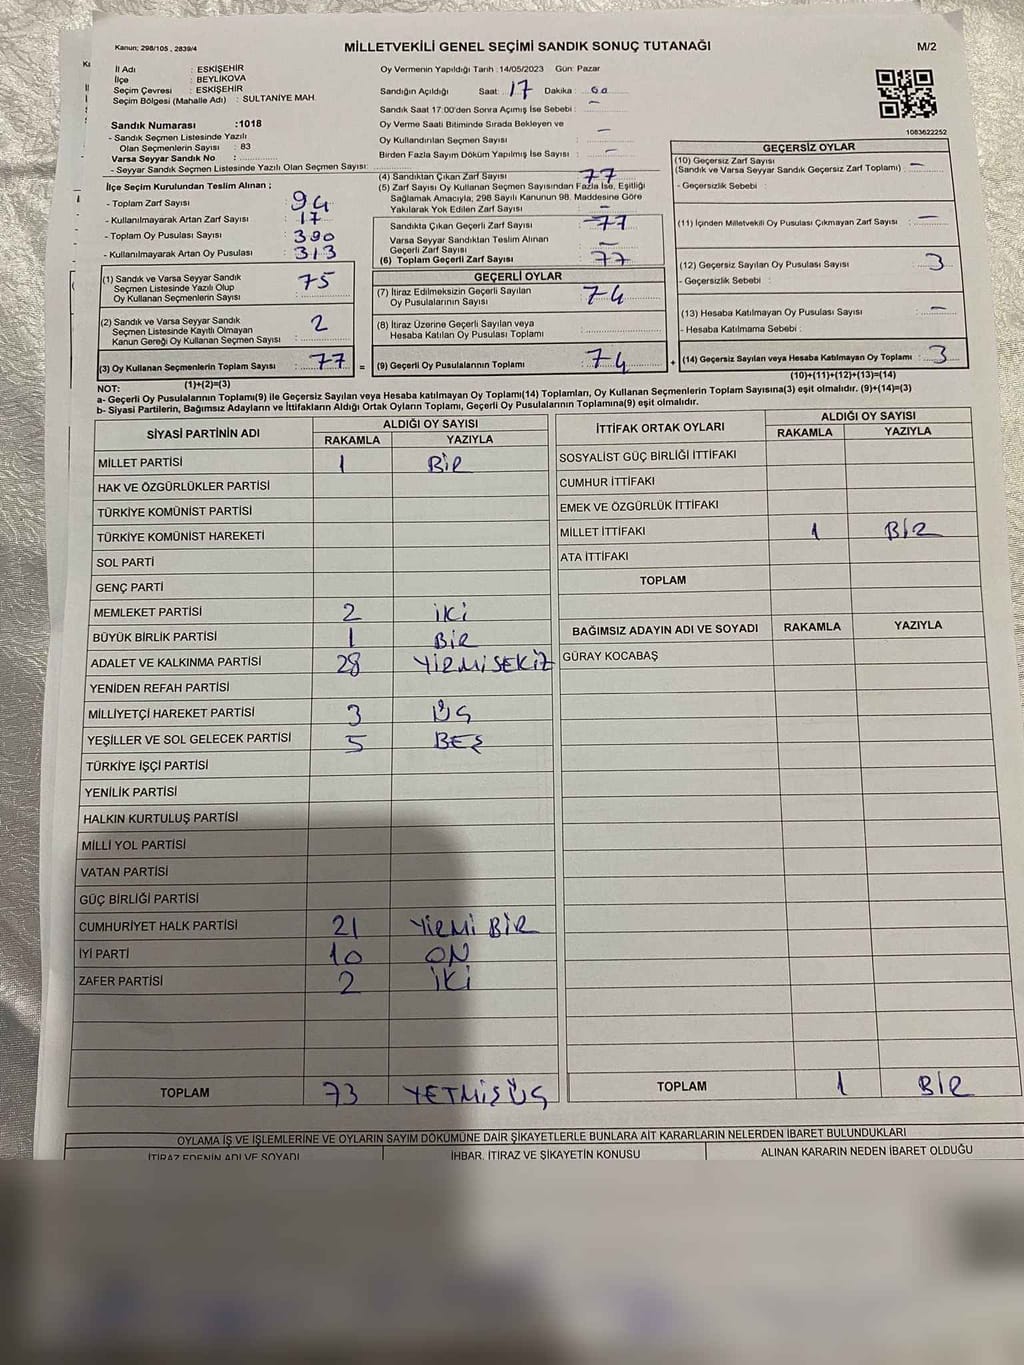 Kanun; 298/105 , 2839/4
MİLLETVEKİLİ GENEL SEÇİMİ SANDIK SONUÇ TUTANAĞI
M/2
İl Adı : ESKİŞEHİR
İlçe : BEYLİKOVA
Seçim Çevresi : ESKİŞEHİR
Seçim Bölgesi (Mahalle Adı) : SULTANİYE MAH.
Sandık Numarası :1018
- Sandık Seçmen Listesinde Yazılı
Olan Seçmenlerin Sayısı : 83
Varsa Seyyar Sandık No :
- Seyyar Sandık Seçmen Listesinde Yazılı Olan Seçmen Sayısı:
Oy Vermenin Yapıldığı Tarih :14/05/2023 Gün: Pazar
Sandığın Açıldığı Saat: 17 Dakika : 00
Sandık Saat 17:00'den Sonra Açılmış İse Sebebi : —
Oy Verme Saati Bitiminde Sırada Bekleyen ve
Oy Kullandırılan Seçmen Sayısı —
Birden Fazla Sayım Döküm Yapılmış İse Sayısı : —
1083622252
İlçe Seçim Kurulundan Teslim Alınan ;
- Toplam Zarf Sayısı 94
- Kullanılmayarak Artan Zarf Sayısı : 17
- Toplam Oy Pusulası Sayısı 390
- Kullanılmayarak Artan Oy Pusulası 313
(1) Sandık ve Varsa Seyyar Sandık 75
Seçmen Listesinde Yazılı Olup
Oy Kullanan Seçmenlerin Sayısı
(2) Sandık ve Varsa Seyyar Sandık 2
Seçmen Listesinde Kayıtlı Olmayan
Kanun Gereği Oy Kullanan Seçmen Sayısı:
(3) Oy Kullanan Seçmenlerin Toplam Sayısı : 77 =
(1)+(2)=(3)
(4) Sandıktan Çıkan Zarf Sayısı 77
(5) Zarf Sayısı Oy Kullanan Seçmen Sayısından Fazla İse, Eşitliği
Sağlamak Amacıyla; 298 Sayılı Kanunun 98. Maddesine Göre
Yakılarak Yok Edilen Zarf Sayısı —
Sandıkta Çıkan Geçerli Zarf Sayısı : 77
Varsa Seyyar Sandıktan Teslim Alınan
Geçerli Zarf Sayısı —
(6) Toplam Geçerli Zarf Sayısı : 77
GEÇERLİ OYLAR
(7) İtiraz Edilmeksizin Geçerli Sayılan
Oy Pusulalarının Sayısı : 74
(8) İtiraz Üzerine Geçerli Sayılan veya
Hesaba Katılan Oy Pusulası Toplamı :
(9) Geçerli Oy Pusulalarının Toplamı : 74 +
GEÇERSİZ OYLAR
(10) Geçersiz Zarf Sayısı
(Sandık ve Varsa Seyyar Sandık Geçersiz Zarf Toplamı) : —
- Geçersizlik Sebebi :
(11) İçinden Milletvekili Oy Pusulası Çıkmayan Zarf Sayısı : —
(12) Geçersiz Sayılan Oy Pusulası Sayısı : 3
- Geçersizlik Sebebi :
(13) Hesaba Katılmayan Oy Pusulası Sayısı : —
- Hesaba Katılmama Sebebi :
(14) Geçersiz Sayılan veya Hesaba Katılmayan Oy Toplamı : 3
(10)+(11)+(12)+(13)=(14)
NOT:
a- Geçerli Oy Pusulalarının Toplamı(9) ile Geçersiz Sayılan veya Hesaba katılmayan Oy Toplamı(14) Toplamları, Oy Kullanan Seçmenlerin Toplam Sayısına(3) eşit olmalıdır. (9)+(14)=(3)
b- Siyasi Partilerin, Bağımsız Adayların ve İttifakların Aldığı Ortak Oyların Toplamı, Geçerli Oy Pusulalarının Toplamına(9) eşit olmalıdır.
SİYASİ PARTİNİN ADI
ALDIĞI OY SAYISI
RAKAMLA YAZIYLA
MİLLET PARTİSİ 1 BİR
HAK VE ÖZGÜRLÜKLER PARTİSİ
TÜRKİYE KOMÜNİST PARTİSİ
TÜRKİYE KOMÜNİST HAREKETİ
SOL PARTİ
GENÇ PARTİ
MEMLEKET PARTİSİ 2 İKİ
BÜYÜK BİRLİK PARTİSİ 1 BİR
ADALET VE KALKINMA PARTİSİ 28 YİRMİSEKİZ
YENİDEN REFAH PARTİSİ
MİLLİYETÇİ HAREKET PARTİSİ 3 ÜÇ
YEŞİLLER VE SOL GELECEK PARTİSİ 5 BEŞ
TÜRKİYE İŞÇİ PARTİSİ
YENİLİK PARTİSİ
HALKIN KURTULUŞ PARTİSİ
MİLLİ YOL PARTİSİ
VATAN PARTİSİ
GÜÇ BİRLİĞİ PARTİSİ
CUMHURİYET HALK PARTİSİ 21 YİRMİ BİR
İYİ PARTİ 10 ON
ZAFER PARTİSİ 2 İKİ
TOPLAM 73 YETMİŞ ÜÇ
İTTİFAK ORTAK OYLARI
ALDIĞI OY SAYISI
RAKAMLA YAZIYLA
SOSYALİST GÜÇ BİRLİĞİ İTTİFAKI
CUMHUR İTTİFAKI
EMEK VE ÖZGÜRLÜK İTTİFAKI
MİLLET İTTİFAKI 1 BİR
ATA İTTİFAKI
TOPLAM
BAĞIMSIZ ADAYIN ADI VE SOYADI RAKAMLA YAZIYLA
GÜRAY KOCABAŞ
TOPLAM 1 BİR
OYLAMA İŞ VE İŞLEMLERİNE VE OYLARIN SAYIM DÖKÜMÜNE DAİR ŞİKAYETLERLE BUNLARA AİT KARARLARIN NELERDEN İBARET BULUNDUKLARI
İTİRAZ EDENİN ADI VE SOYADI İHBAR, İTİRAZ VE ŞİKAYETİN KONUSU ALINAN KARARIN NEDEN İBARET OLDUĞU